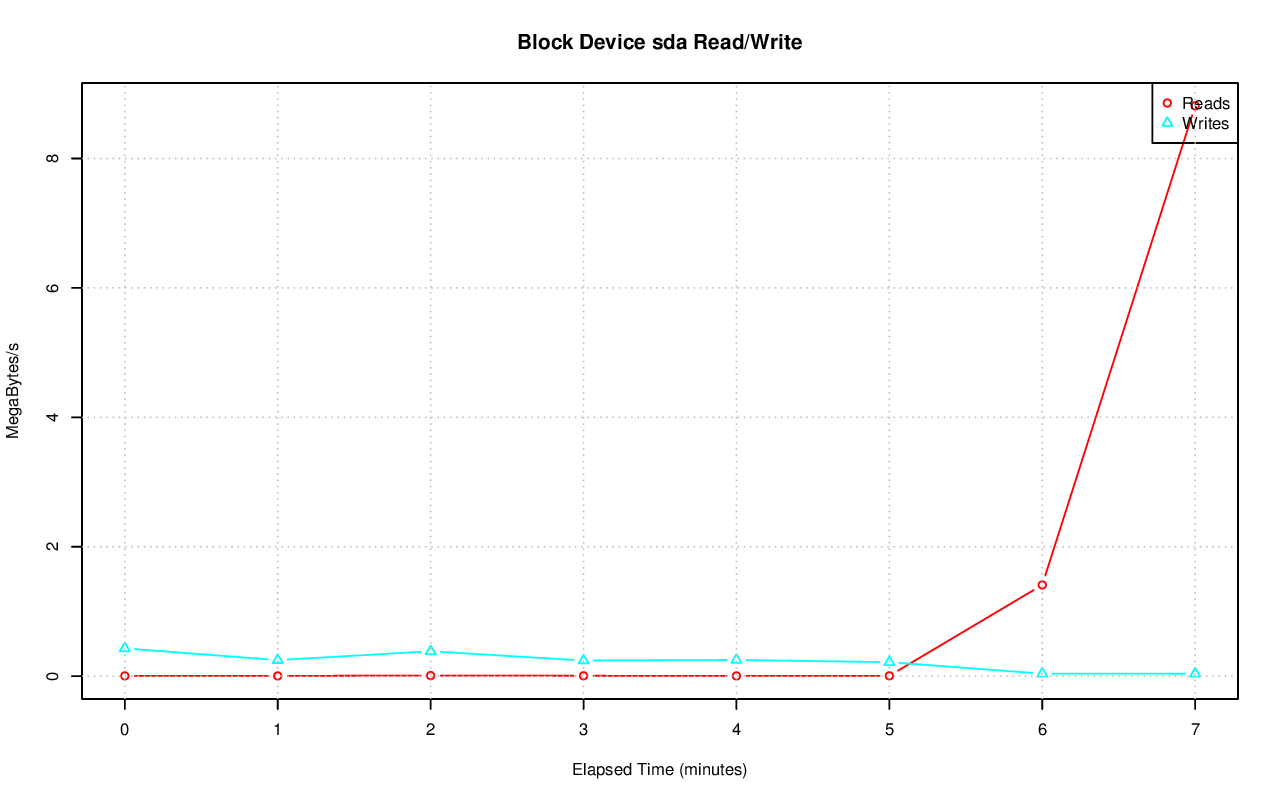 Block Device sda Read/Write
Reads
Writes
MegaBytes/s
8
6
4
2
0
0 1 2 3 4 5 6 7
Elapsed Time (minutes)